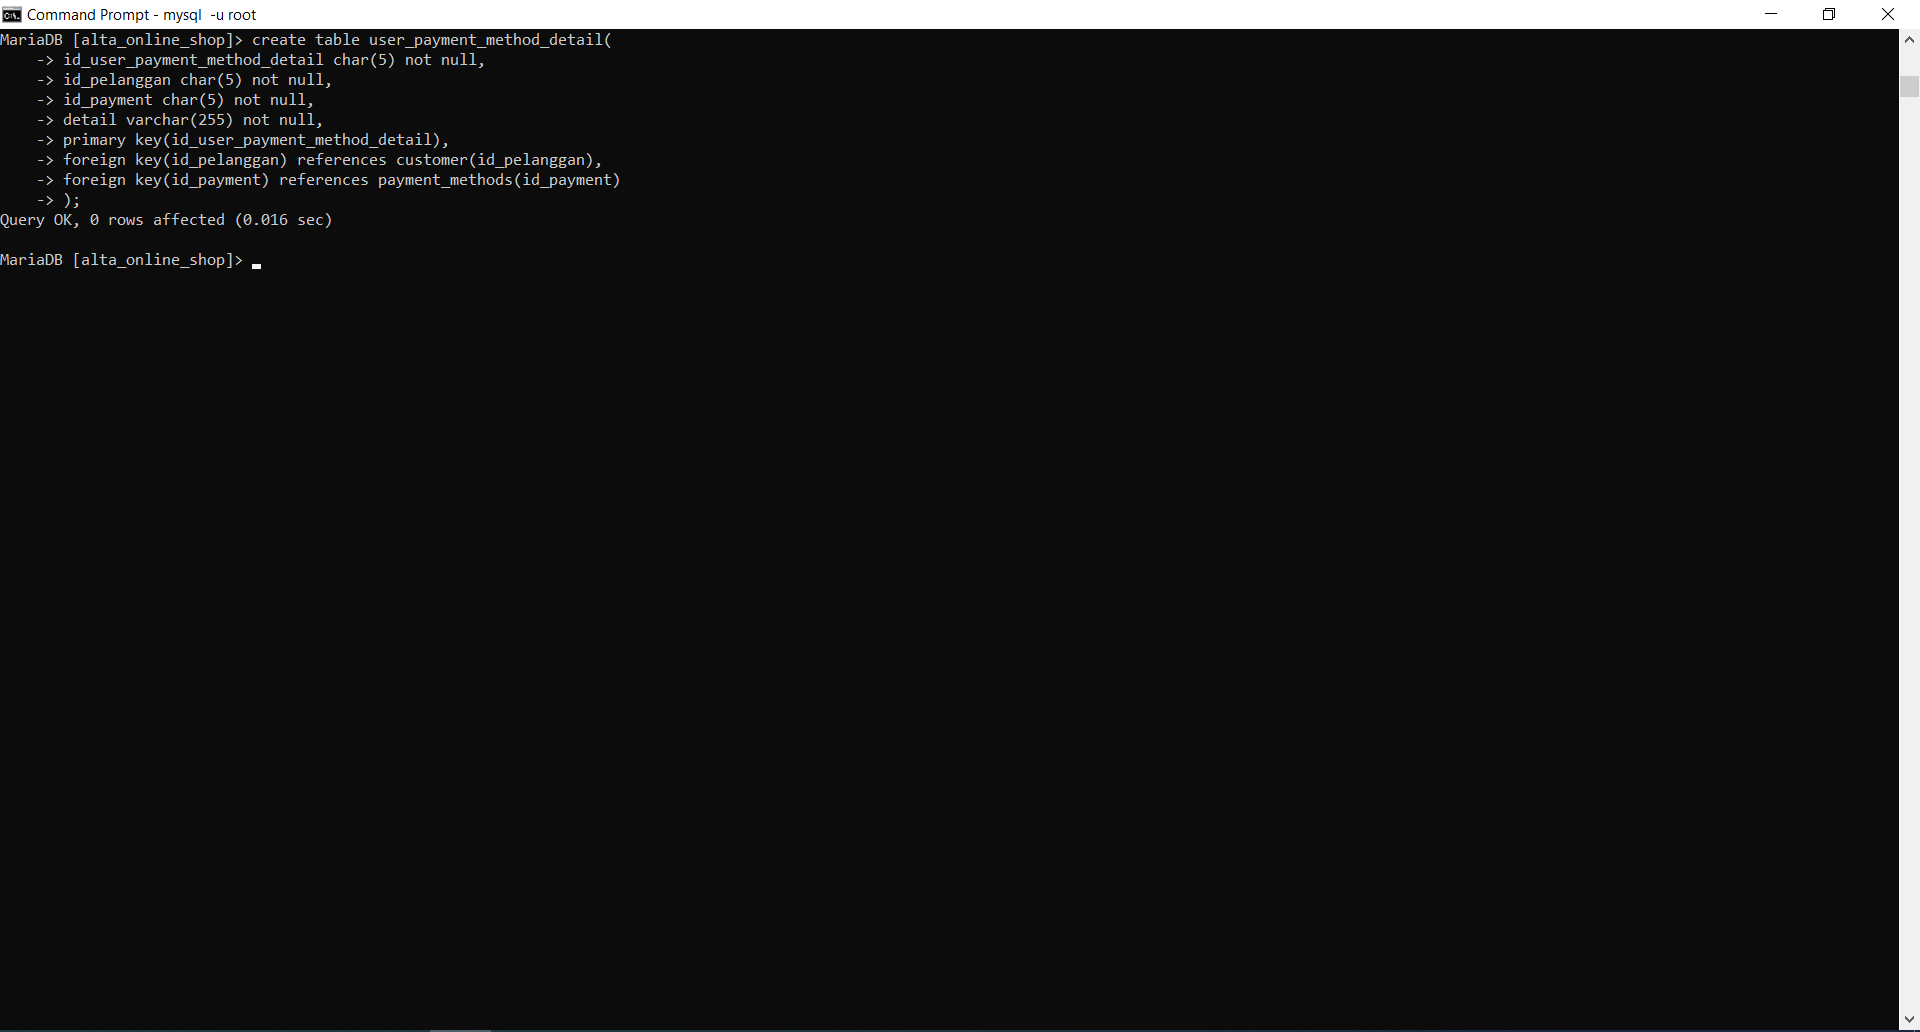 Command Prompt - mysql  -u root
MariaDB [alta_online_shop]> create table user_payment_method_detail(
    -> id_user_payment_method_detail char(5) not null,
    -> id_pelanggan char(5) not null,
    -> id_payment char(5) not null,
    -> detail varchar(255) not null,
    -> primary key(id_user_payment_method_detail),
    -> foreign key(id_pelanggan) references customer(id_pelanggan),
    -> foreign key(id_payment) references payment_methods(id_payment)
    -> );
Query OK, 0 rows affected (0.016 sec)
MariaDB [alta_online_shop]>